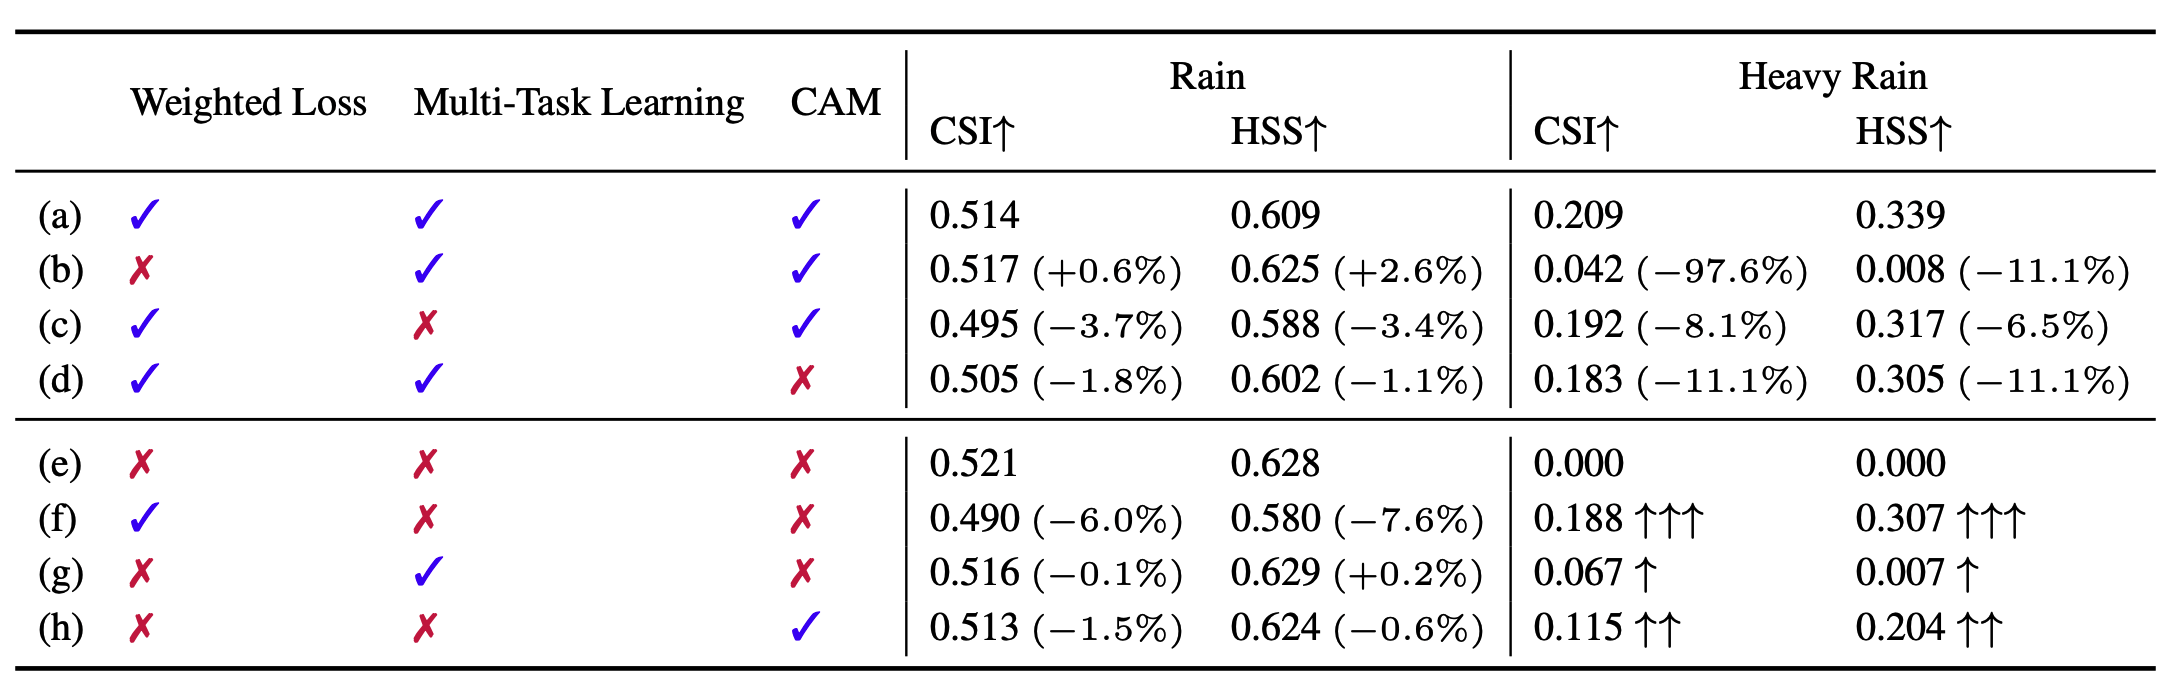 Rain Heavy Rain
Weighted Loss Multi-Task Learning CAM
CSI↑ HSS↑ CSI↑ HSS↑
(a) ✓ ✓ ✓ 0.514 0.609 0.209 0.339
(b) ✗ ✓ ✓ 0.517 (+0.6%) 0.625 (+2.6%) 0.042 (−97.6%) 0.008 (−11.1%)
(c) ✓ ✗ ✓ 0.495 (−3.7%) 0.588 (−3.4%) 0.192 (−8.1%) 0.317 (−6.5%)
(d) ✓ ✓ ✗ 0.505 (−1.8%) 0.602 (−1.1%) 0.183 (−11.1%) 0.305 (−11.1%)
(e) ✗ ✗ ✗ 0.521 0.628 0.000 0.000
(f) ✓ ✗ ✗ 0.490 (−6.0%) 0.580 (−7.6%) 0.188 ↑↑↑ 0.307 ↑↑↑
(g) ✗ ✓ ✗ 0.516 (−0.1%) 0.629 (+0.2%) 0.067 ↑ 0.007 ↑
(h) ✗ ✗ ✓ 0.513 (−1.5%) 0.624 (−0.6%) 0.115 ↑↑ 0.204 ↑↑